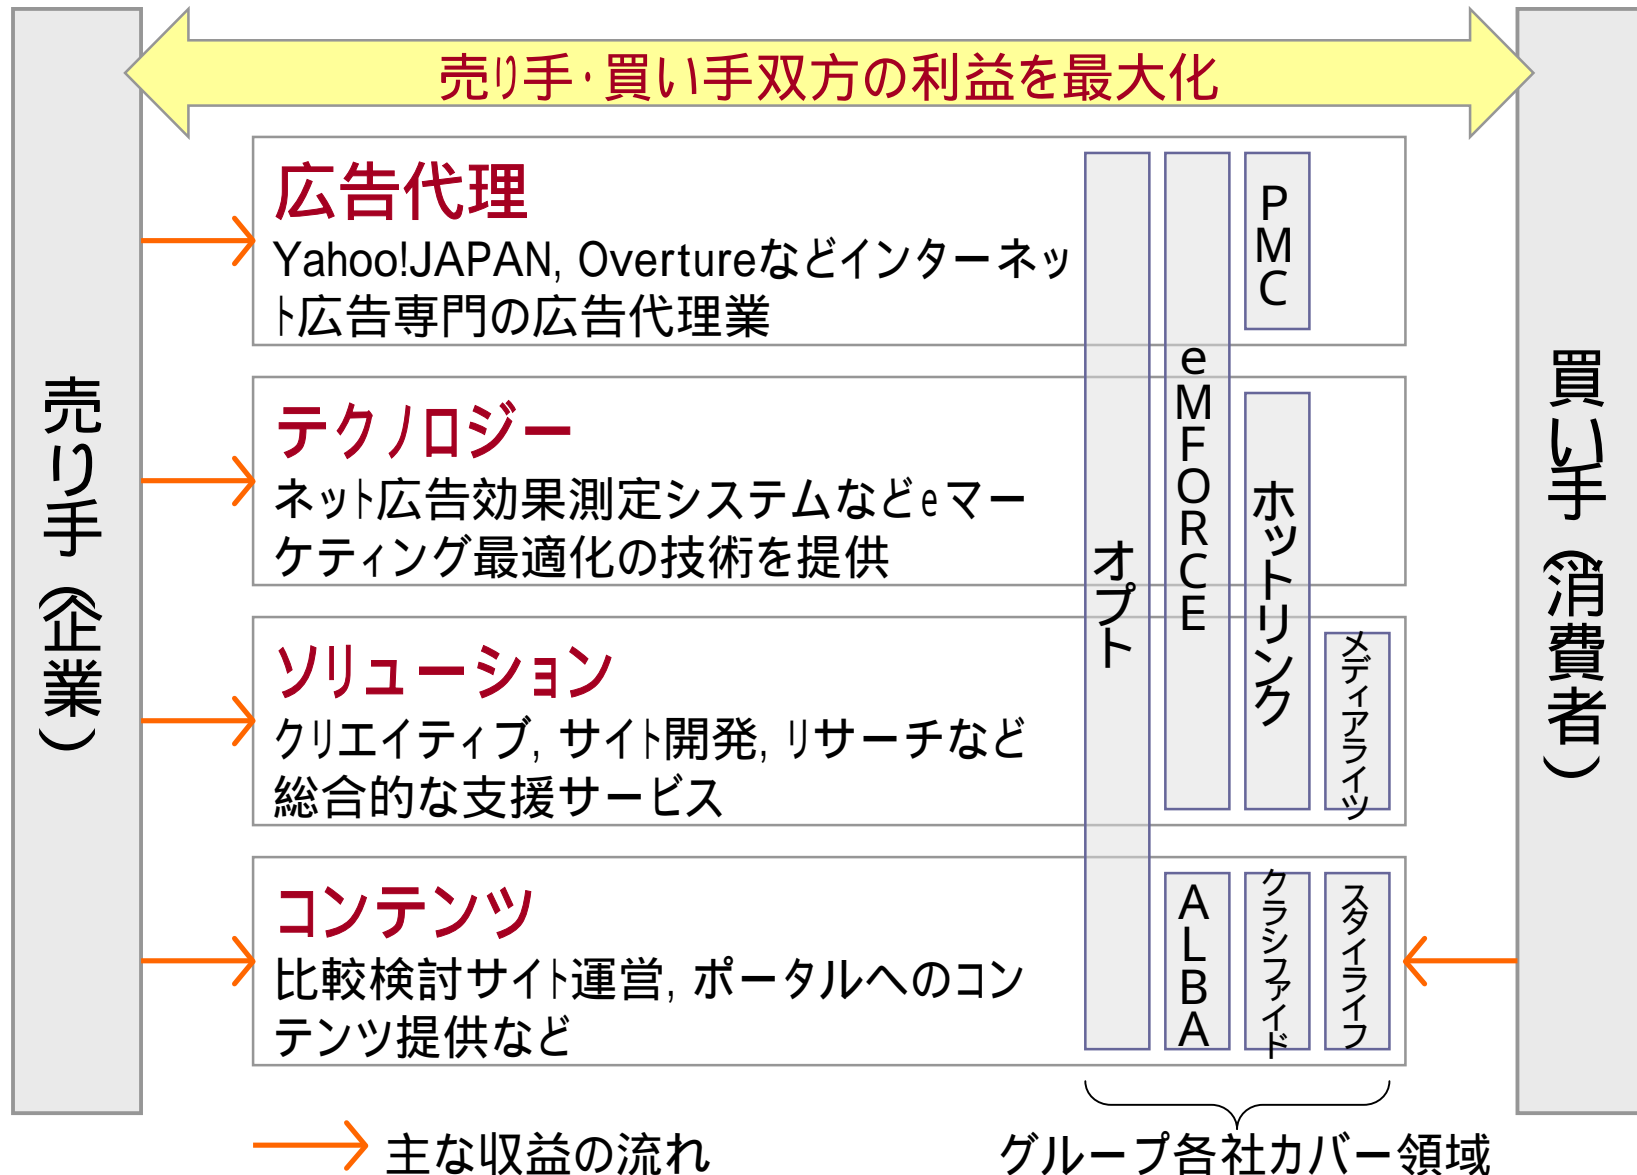 売り手・買い手双方の利益を最大化
売り手（企業）
広告代理
Yahoo!JAPAN, Overtureなどインターネッ
ト広告専門の広告代理業
テクノロジー
ネット広告効果測定システムなどeマー
ケティング最適化の技術を提供
ソリューション
クリエイティブ, サイト開発, リサーチなど
総合的な支援サービス
コンテンツ
比較検討サイト運営, ポータルへのコン
テンツ提供など
オプト
eMFORCE
PMC
ホットリンク
メディアライツ
ALBA
クラシファイド
スタイライフ
買い手（消費者）
主な収益の流れ
グループ各社カバー領域